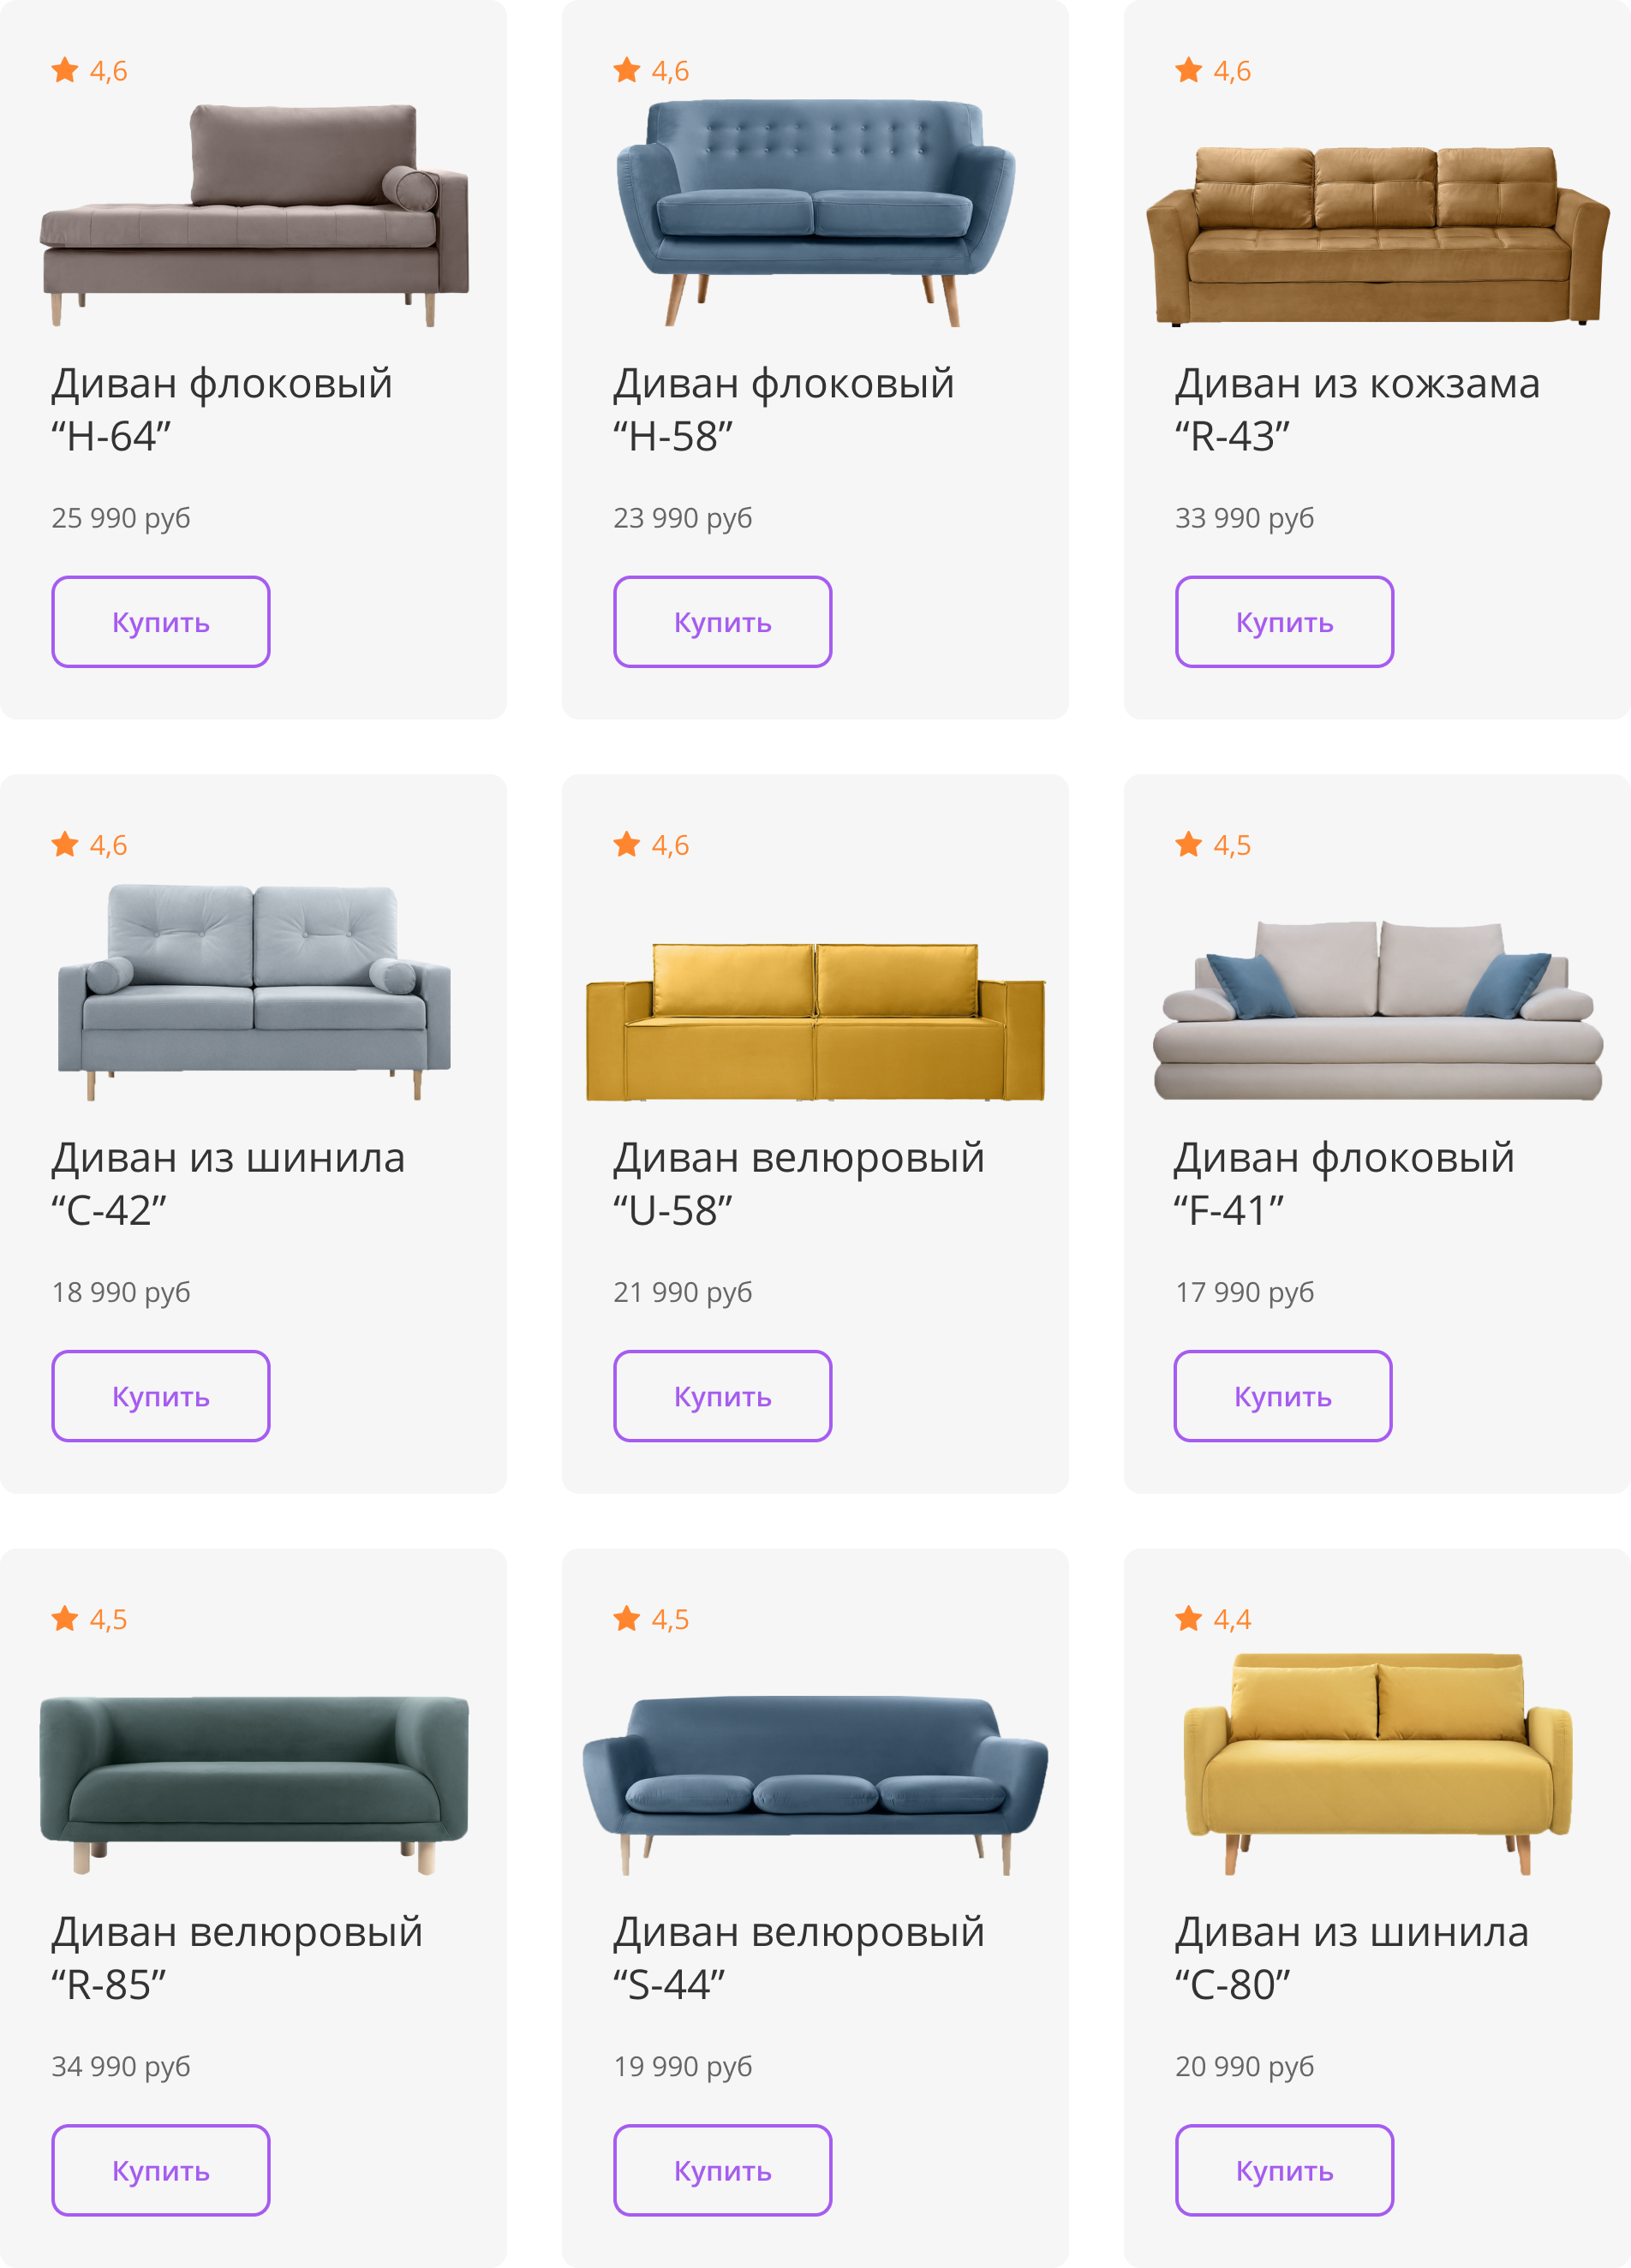 4,6
4,6
4,6
Диван флоковый
“H-64”
Диван флоковый
“H-58”
Диван из кожзама
“R-43”
25 990 руб
23 990 руб
33 990 руб
Купить
Купить
Купить
4,6
4,6
4,5
Диван из шинила
“C-42”
Диван велюровый
“U-58”
Диван флоковый
“F-41”
18 990 руб
21 990 руб
17 990 руб
Купить
Купить
Купить
4,5
4,5
4,4
Диван велюровый
“R-85”
Диван велюровый
“S-44”
Диван из шинила
“C-80”
34 990 руб
19 990 руб
20 990 руб
Купить
Купить
Купить